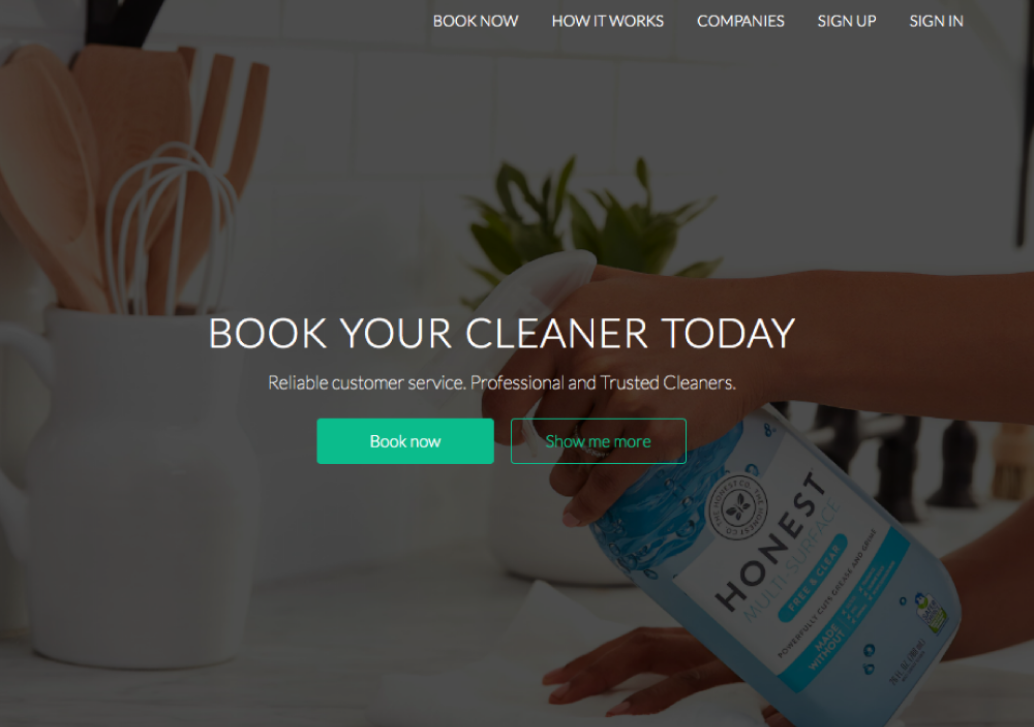 BOOK NOW HOW IT WORKS COMPANIES SIGN UP SIGN IN
BOOK YOUR CLEANER TODAY
Reliable customer service. Professional and Trusted Cleaners.
Book now Show me more
THE HONEST CO. THE HONEST CO.
HONEST
MULTI-SURFACE
FREE & CLEAR
POWERFULLY CUTS GREASE AND GRIME
MADE
WITHOUT